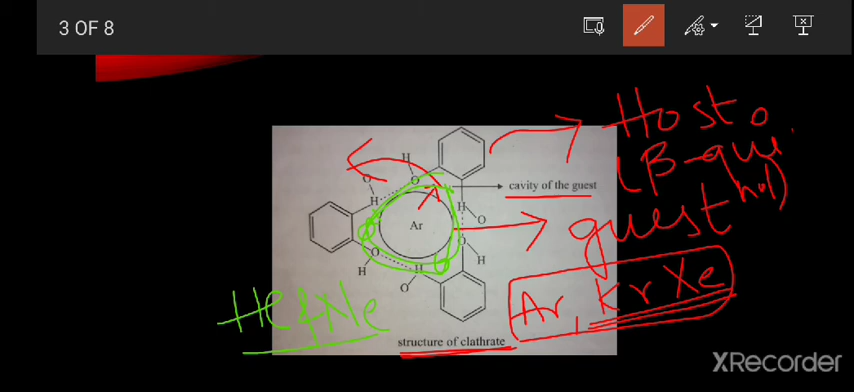 3 OF 8
Host o
(B-qui
nol)
guest
Ar, Kr Xe
He & Ne
H
O
O
H
cavity of the guest
H
O
Ar
O
H
O
H
H
O
structure of clathrate
XRecorder